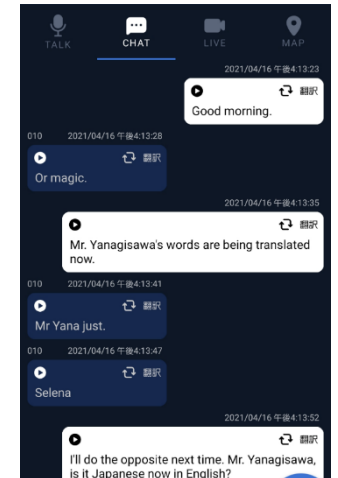 TALK
CHAT
LIVE
MAP
2021/04/16 午後4:13:23
翻訳
Good morning.
010 2021/04/16 午後4:13:28
翻訳
Or magic.
2021/04/16 午後4:13:35
翻訳
Mr. Yanagisawa's words are being translated
now.
010 2021/04/16 午後4:13:41
翻訳
Mr Yana just.
010 2021/04/16 午後4:13:47
翻訳
Selena
2021/04/16 午後4:13:52
翻訳
I'll do the opposite next time. Mr. Yanagisawa,
is it Japanese now in English?